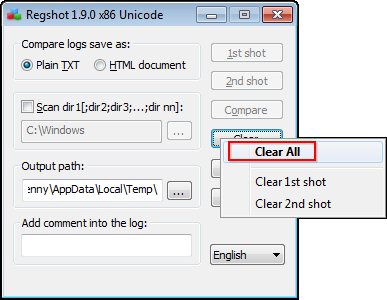 Regshot 1.9.0 x86 Unicode
Compare logs save as:
Plain TXT
HTML document
1st shot
2nd shot
Scan dir1[;dir2;dir3;...;dir nn]:
Compare
C:\Windows
...
Clear
Clear All
Output path:
enny\AppData\Local\Temp\
...
Clear 1st shot
Clear 2nd shot
Add comment into the log:
English